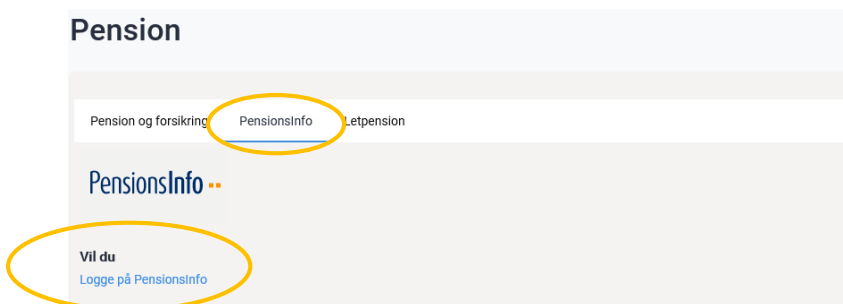 Pension
Pension og forsikring PensionsInfo Letpension
PensionsInfo
Vil du
Logge på PensionsInfo